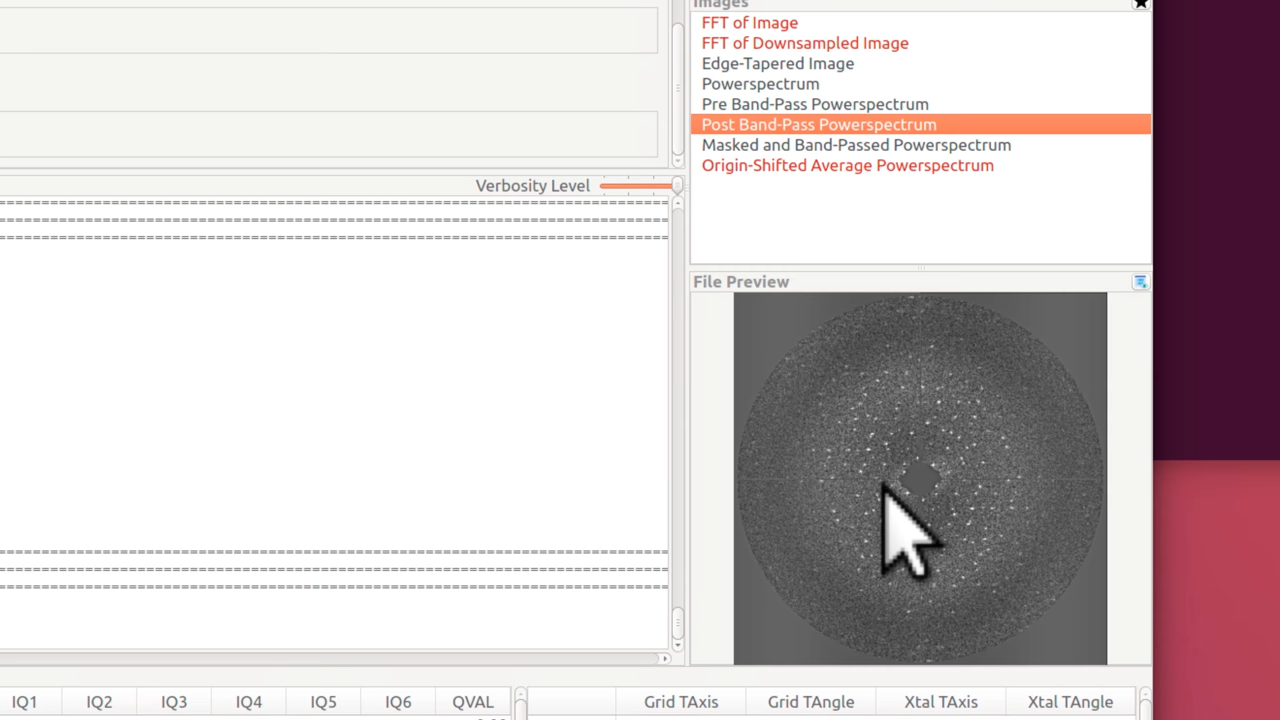 Images
FFT of Image
FFT of Downsampled Image
Edge-Tapered Image
Powerspectrum
Pre Band-Pass Powerspectrum
Post Band-Pass Powerspectrum
Masked and Band-Passed Powerspectrum
Origin-Shifted Average Powerspectrum
Verbosity Level
File Preview
IQ1 IQ2 IQ3 IQ4 IQ5 IQ6 QVAL Grid TAxis Grid TAngle Xtal TAxis Xtal TAngle